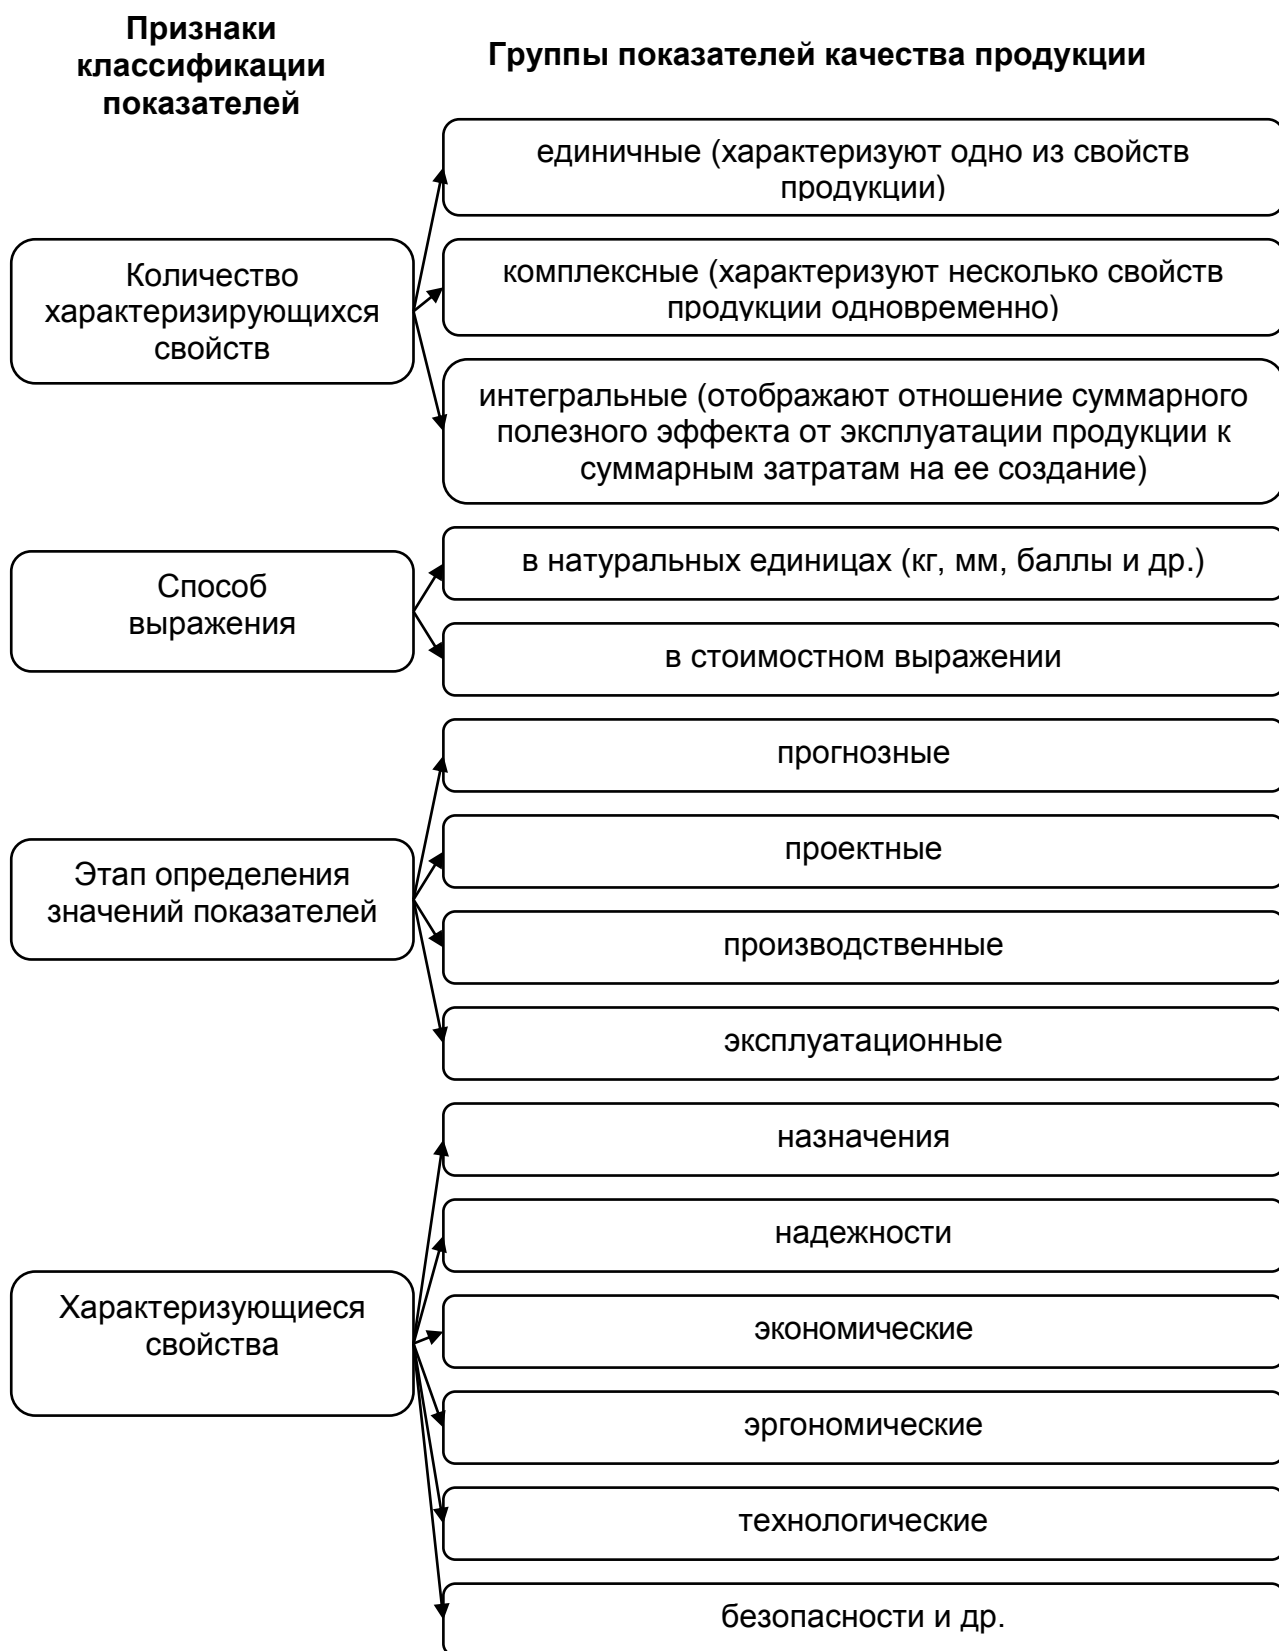 Признаки
классификации
показателей
Группы показателей качества продукции
Количество
характеризирующихся
свойств
единичные (характеризуют одно из свойств
продукции)
комплексные (характеризуют несколько свойств
продукции одновременно)
интегральные (отображают отношение суммарного
полезного эффекта от эксплуатации продукции к
суммарным затратам на ее создание)
Способ
выражения
в натуральных единицах (кг, мм, баллы и др.)
в стоимостном выражении
Этап определения
значений показателей
прогнозные
проектные
производственные
эксплуатационные
Характеризующиеся
свойства
назначения
надежности
экономические
эргономические
технологические
безопасности и др.